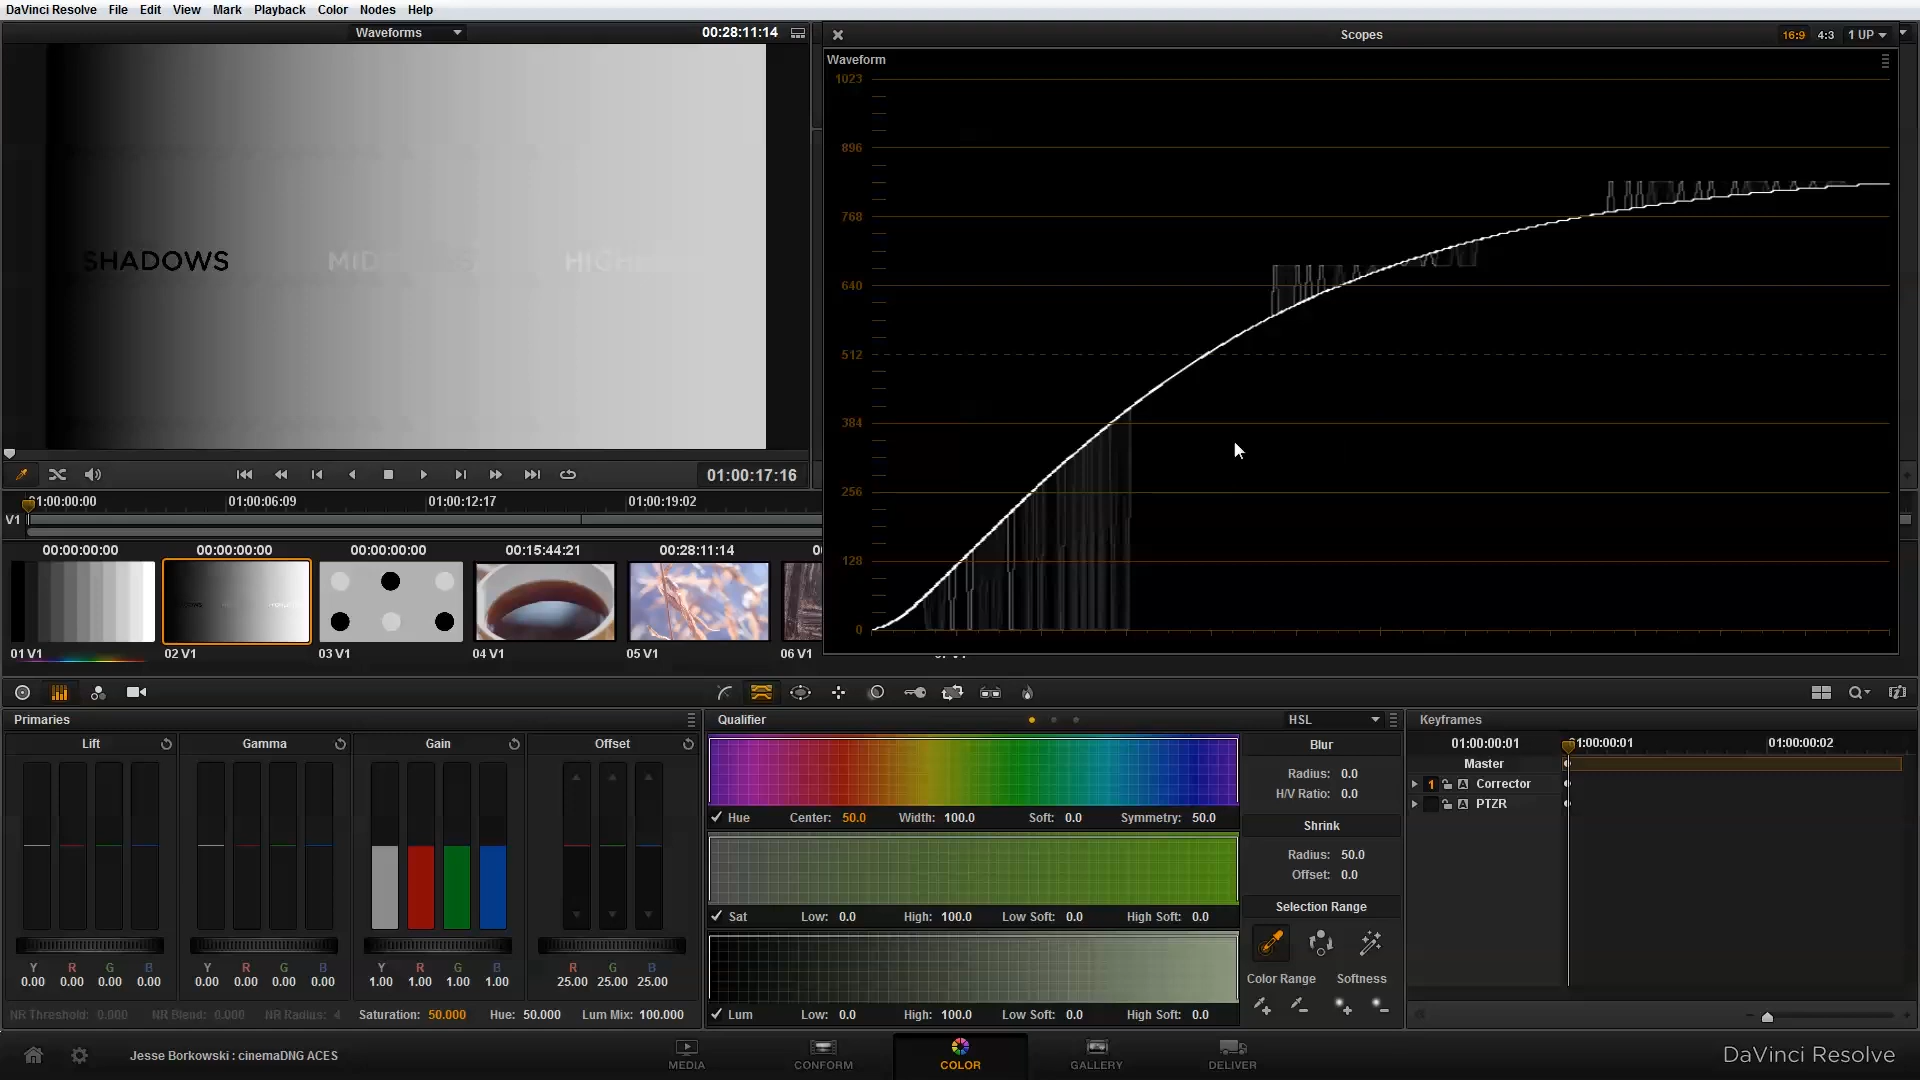 DaVinci Resolve File Edit View Mark Playback Color Nodes Help
Waveforms 00:28:11:14
Scopes 16:9 4:3 1 UP
Waveform
1023
896
768
640
512
384
256
128
0
SHADOWS
01:00:17:16
01:00:00:00 01:00:06:09 01:00:12:17 01:00:19:02
V1
00:00:00:00 00:00:00:00 00:00:00:00 00:15:44:21 00:28:11:14
01 V1 02 V1 03 V1 04 V1 05 V1 06 V1
Primaries
Lift Gamma Gain Offset
Y R G B Y R G B Y R G B R G B
0.00 0.00 0.00 0.00 0.00 0.00 0.00 0.00 1.00 1.00 1.00 1.00 25.00 25.00 25.00
NR Threshold: 0.000 NR Blend: 0.000 NR Radius: 4 Saturation: 50.000 Hue: 50.000 Lum Mix: 100.000
Qualifier HSL
Hue Center: 50.0 Width: 100.0 Soft: 0.0 Symmetry: 50.0
Sat Low: 0.0 High: 100.0 Low Soft: 0.0 High Soft: 0.0
Lum Low: 0.0 High: 100.0 Low Soft: 0.0 High Soft: 0.0
Blur
Radius: 0.0
H/V Ratio: 0.0
Shrink
Radius: 50.0
Offset: 0.0
Selection Range
Color Range Softness
Keyframes
01:00:00:01 01:00:00:01 01:00:00:02
Master
1 A Corrector
A PTZR
Jesse Borkowski : cinemaDNG ACES
MEDIA CONFORM COLOR GALLERY DELIVER
DaVinci Resolve